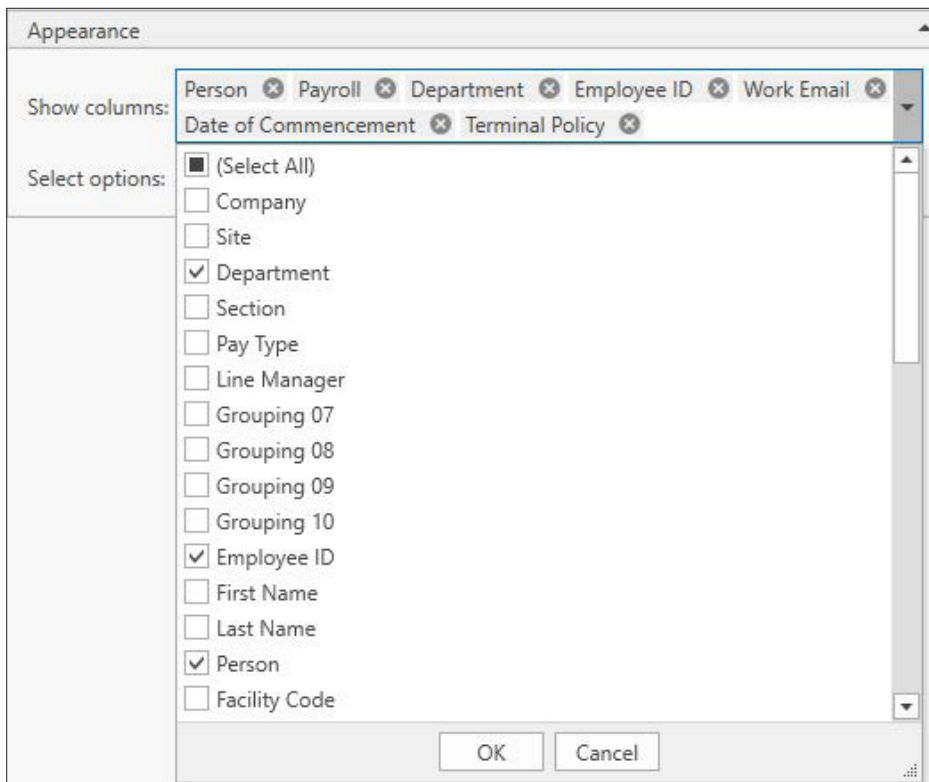 Appearance
Show columns: Person Payroll Department Employee ID Work Email
Date of Commencement Terminal Policy
Select options:
(Select All)
Company
Site
Department
Section
Pay Type
Line Manager
Grouping 07
Grouping 08
Grouping 09
Grouping 10
Employee ID
First Name
Last Name
Person
Facility Code
OK Cancel